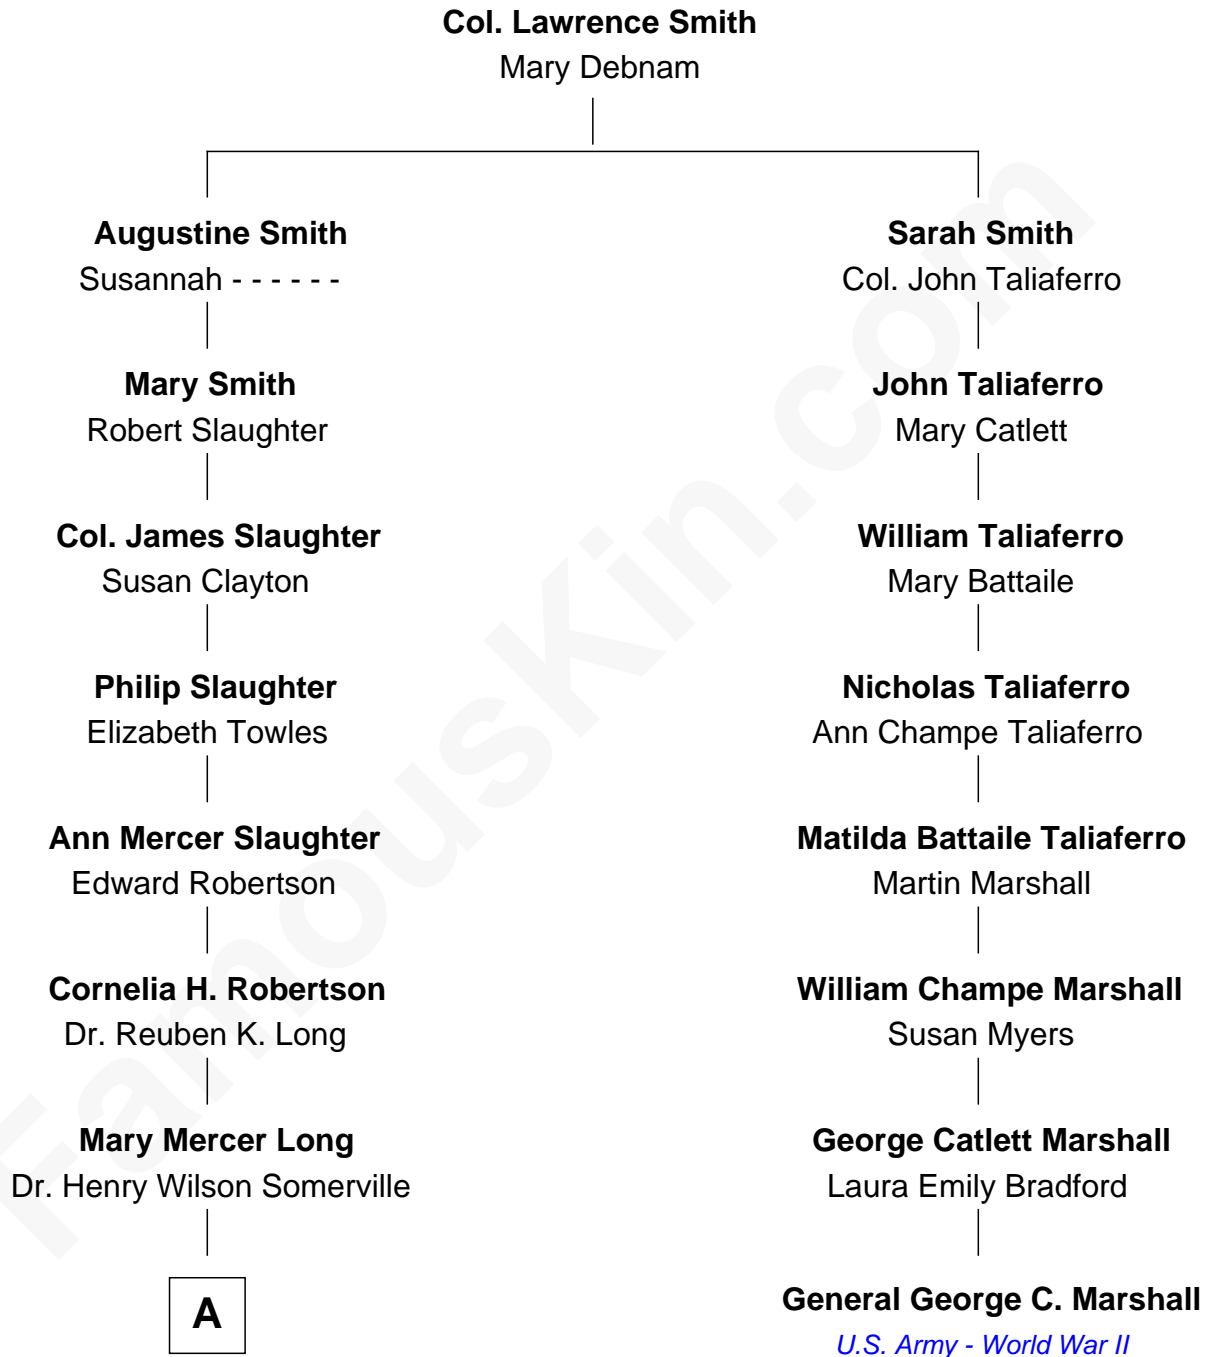 Col. Lawrence Smith
Mary Debnam
Augustine Smith
Susannah - - - - - -
Mary Smith
Robert Slaughter
Col. James Slaughter
Susan Clayton
Philip Slaughter
Elizabeth Towles
Ann Mercer Slaughter
Edward Robertson
Cornelia H. Robertson
Dr. Reuben K. Long
Mary Mercer Long
Dr. Henry Wilson Somerville
A
Sarah Smith
Col. John Taliaferro
John Taliaferro
Mary Catlett
William Taliaferro
Mary Battaile
Nicholas Taliaferro
Ann Champe Taliaferro
Matilda Battaile Taliaferro
Martin Marshall
William Champe Marshall
Susan Myers
George Catlett Marshall
Laura Emily Bradford
General George C. Marshall
U.S. Army - World War II
FamousKin.com